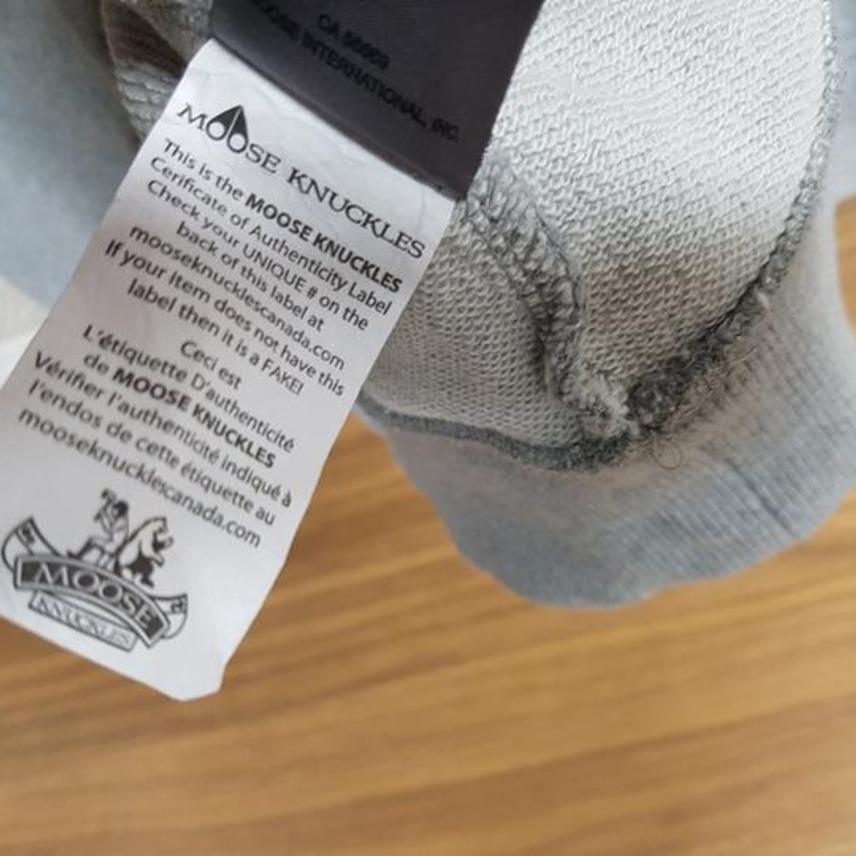 CA 56609
MOOSE INTERNATIONAL, INC.
MOOSE KNUCKLES
This is the MOOSE KNUCKLES
Cerificate of Authenticity Label
Check your UNIQUE # on the
back of this label at
mooseknucklescanada.com
If your item does not have this
label then it is a FAKE!
Ceci est
L'étiquette D'authenticité
de MOOSE KNUCKLES
Vérifier l'authenticité indiqué à
l'endos de cette étiquette au
mooseknucklescanada.com
MOOSE
KNUCKLES